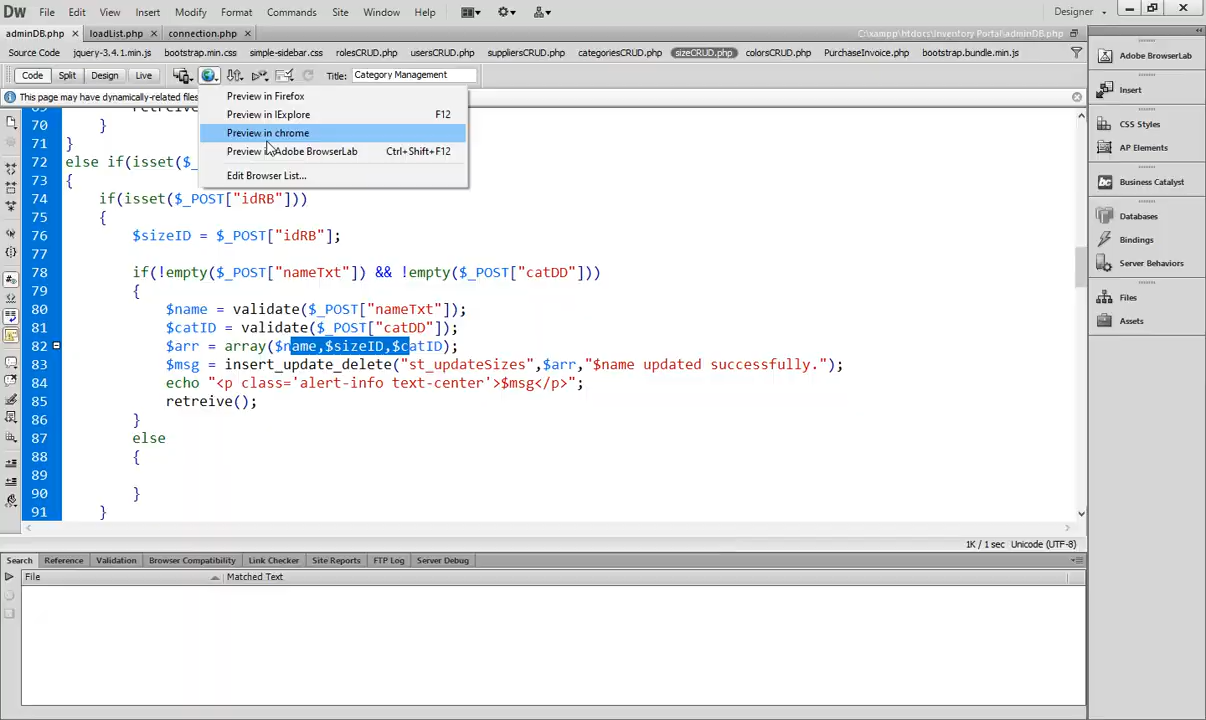 DW File Edit View Insert Modify Format Commands Site Window Help Designer
adminDB.php × loadList.php × connection.php × C:\xampp\htdocs\Inventory Portal\adminDB.php
Source Code jquery-3.4.1.min.js bootstrap.min.css simple-sidebar.css rolesCRUD.php usersCRUD.php suppliersCRUD.php categoriesCRUD.php sizeCRUD.php colorsCRUD.php PurchaseInvoice.php bootstrap.bundle.min.js
Code Split Design Live Title: Category Management
This page may have dynamically-related files
Preview in Firefox
Preview in IExplore F12
Preview in chrome
Preview in Adobe BrowserLab Ctrl+Shift+F12
Edit Browser List...
70 }
71 }
72 else if(isset($_
73 {
74 if(isset($_POST["idRB"]))
75 {
76 $sizeID = $_POST["idRB"];
77
78 if(!empty($_POST["nameTxt"]) && !empty($_POST["catDD"]))
79 {
80 $name = validate($_POST["nameTxt"]);
81 $catID = validate($_POST["catDD"]);
82 $arr = array($name,$sizeID,$catID);
83 $msg = insert_update_delete("st_updateSizes",$arr,"$name updated successfully.");
84 echo "<p class='alert-info text-center'>$msg</p>";
85 retreive();
86 }
87 else
88 {
89
90 }
91 }
1K / 1 sec Unicode (UTF-8)
Search Reference Validation Browser Compatibility Link Checker Site Reports FTP Log Server Debug
File Matched Text
Adobe BrowserLab
Insert
CSS Styles
AP Elements
Business Catalyst
Databases
Bindings
Server Behaviors
Files
Assets